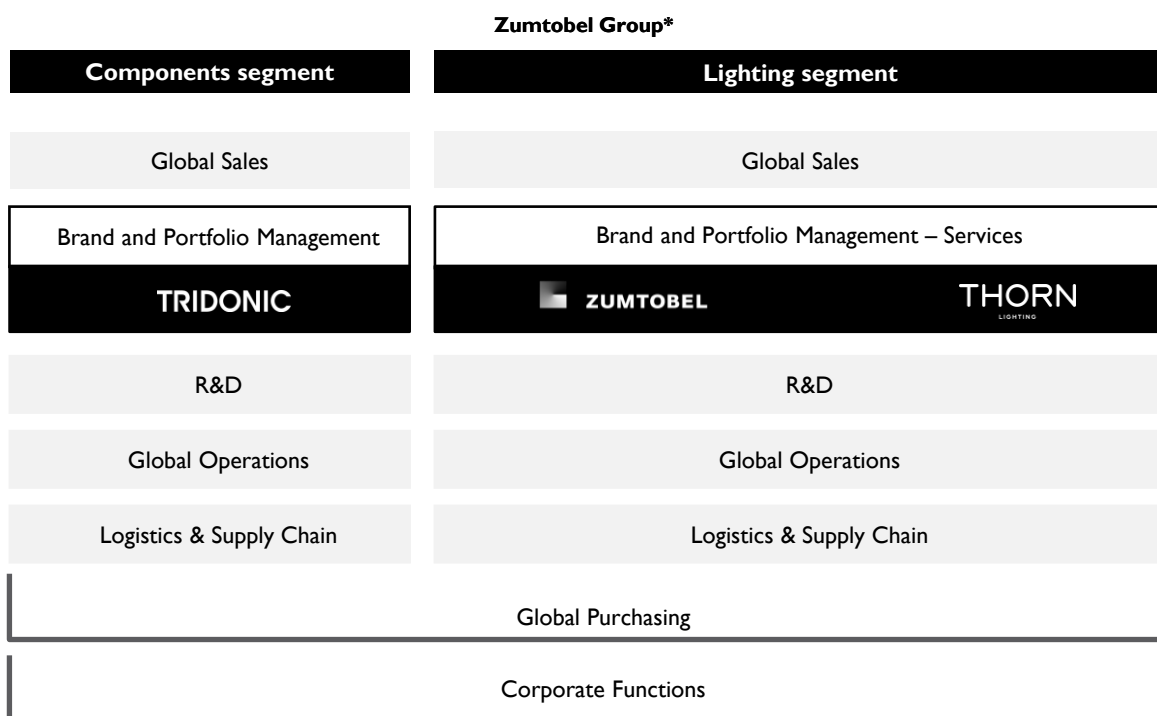 Zumtobel Group*
Components segment
Lighting segment
Global Sales
Global Sales
Brand and Portfolio Management
Brand and Portfolio Management – Services
TRIDONIC
ZUMTOBEL
THORN
LIGHTING
R&D
R&D
Global Operations
Global Operations
Logistics & Supply Chain
Logistics & Supply Chain
Global Purchasing
Corporate Functions